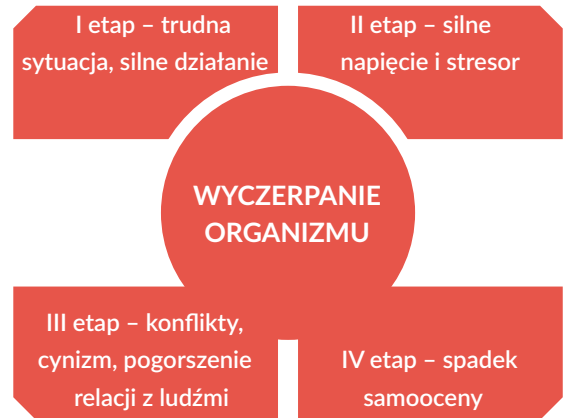 I etap – trudna
sytuacja, silne działanie
II etap – silne
napięcie i stresor
WYCZERPANIE
ORGANIZMU
III etap – konflikty,
cynizm, pogorszenie
relacji z ludźmi
IV etap – spadek
samooceny